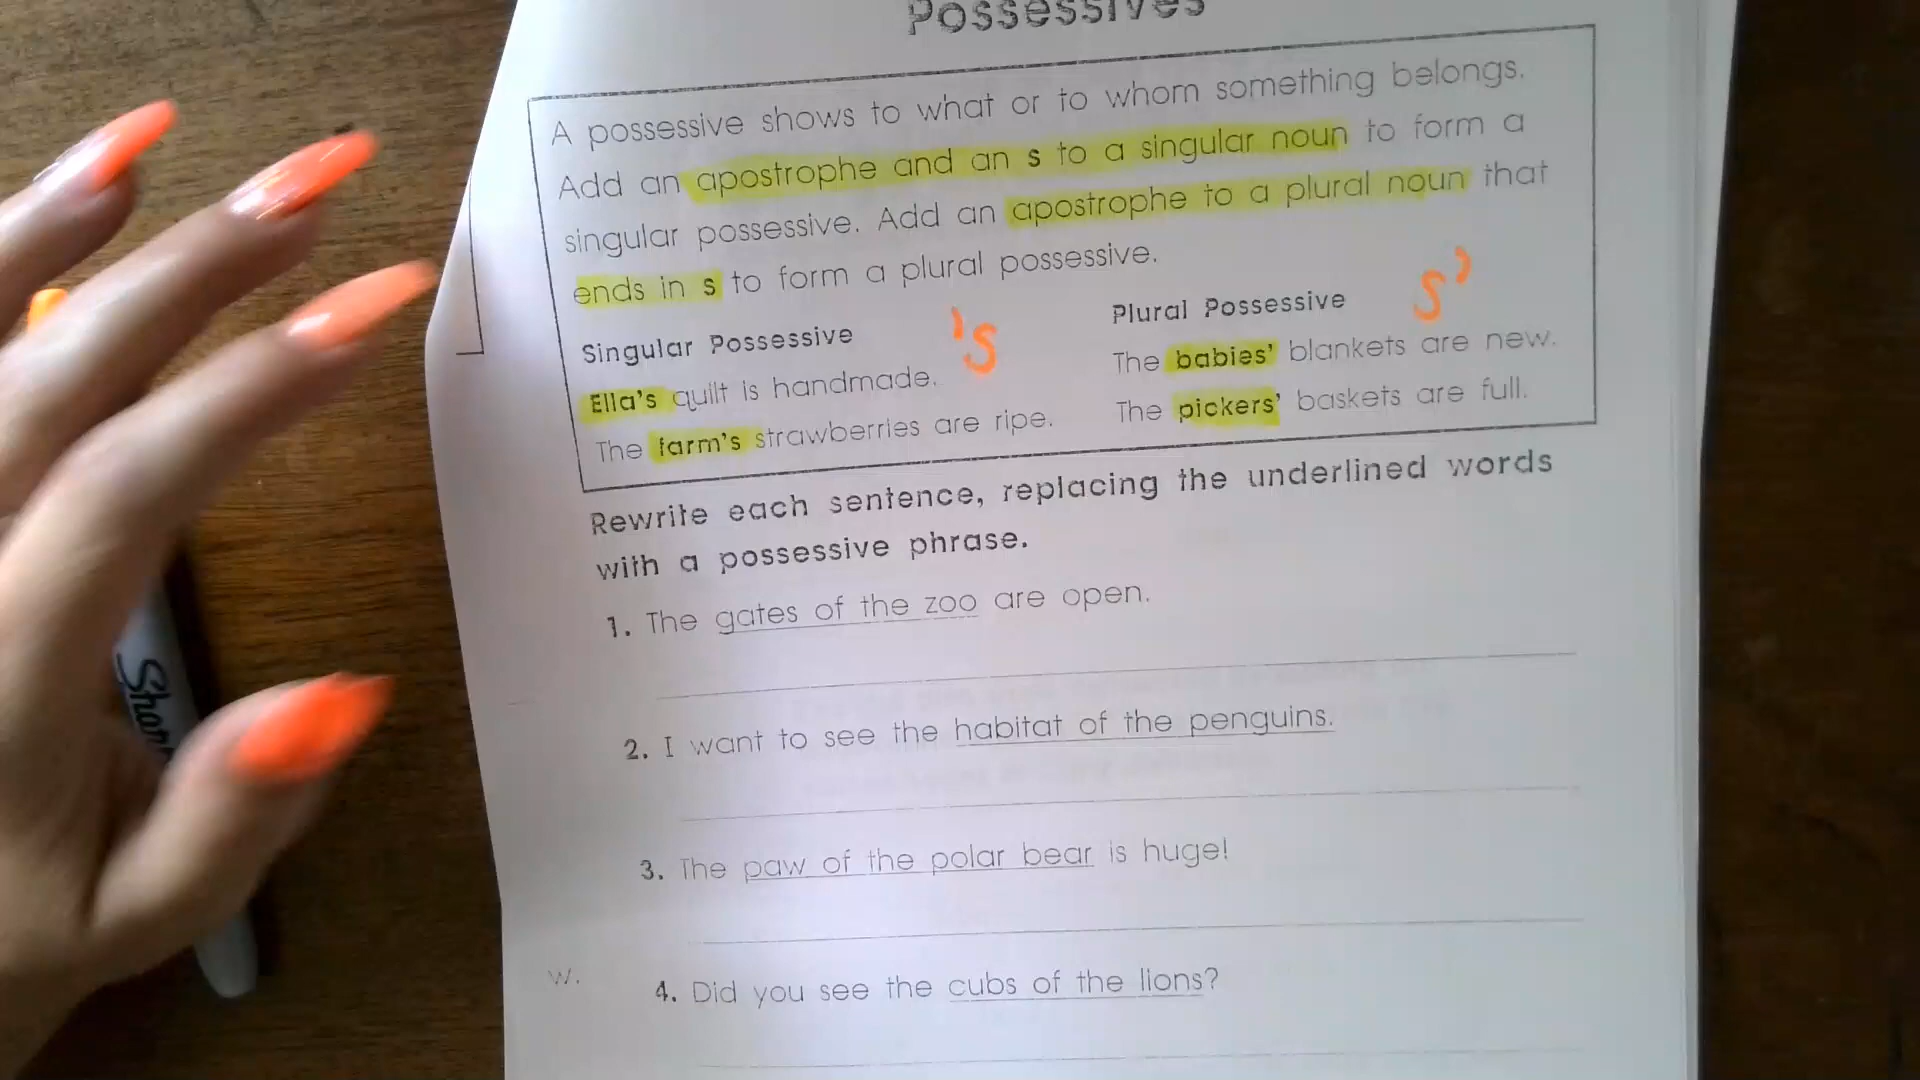 Possessives
A possessive shows to what or to whom something belongs.
Add an apostrophe and an s to a singular noun to form a
singular possessive. Add an apostrophe to a plural noun that
ends in s to form a plural possessive.
Singular Possessive 's
Ella's quilt is handmade.
The farm's strawberries are ripe.
Plural Possessive s'
The babies' blankets are new.
The pickers' baskets are full.
Rewrite each sentence, replacing the underlined words
with a possessive phrase.
1. The gates of the zoo are open.
2. I want to see the habitat of the penguins.
3. The paw of the polar bear is huge!
W.
4. Did you see the cubs of the lions?